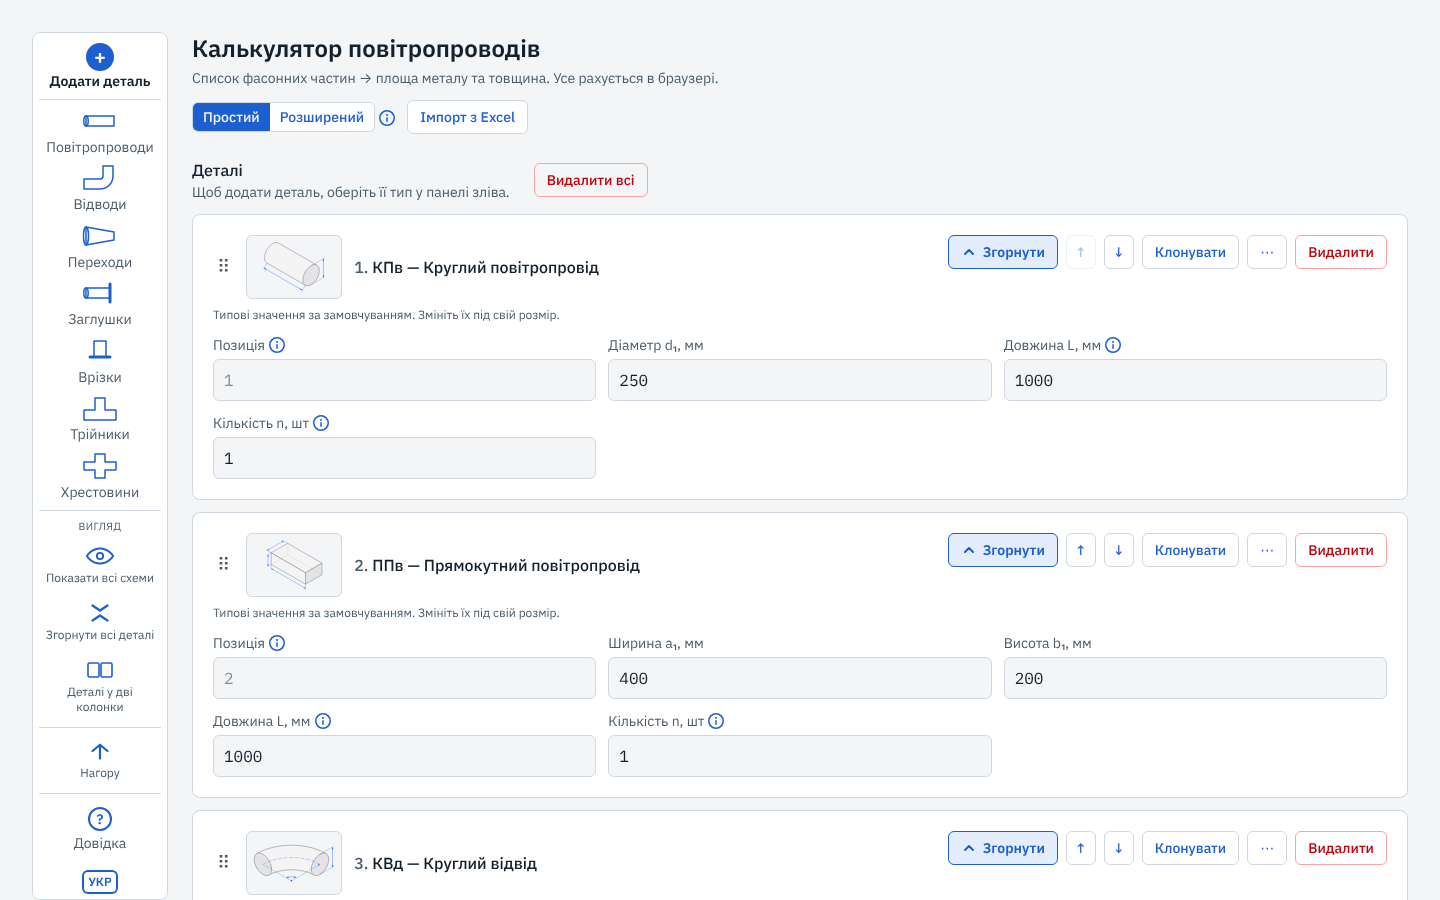 Додати деталь
Повітропроводи
Відводи
Переходи
Заглушки
Врізки
Трійники
Хрестовини
ВИГЛЯД
Показати всі схеми
Згорнути всі деталі
Деталі у дві
колонки
Нагору
Довідка
УКР
Калькулятор повітропроводів
Список фасонних частин → площа металу та товщина. Усе рахується в браузері.
Простий Розширений Імпорт з Excel
Деталі
Щоб додати деталь, оберіть її тип у панелі зліва.
Видалити всі
1. КПв — Круглий повітропровід
Згорнути ↑ ↓ Клонувати ··· Видалити
Типові значення за замовчуванням. Змініть їх під свій розмір.
Позиція Діаметр d₁, мм Довжина L, мм
1 250 1000
Кількість n, шт
1
2. ППв — Прямокутний повітропровід
Згорнути ↑ ↓ Клонувати ··· Видалити
Типові значення за замовчуванням. Змініть їх під свій розмір.
Позиція Ширина a₁, мм Висота b₁, мм
2 400 200
Довжина L, мм Кількість n, шт
1000 1
3. КВд — Круглий відвід
Згорнути ↑ ↓ Клонувати ··· Видалити